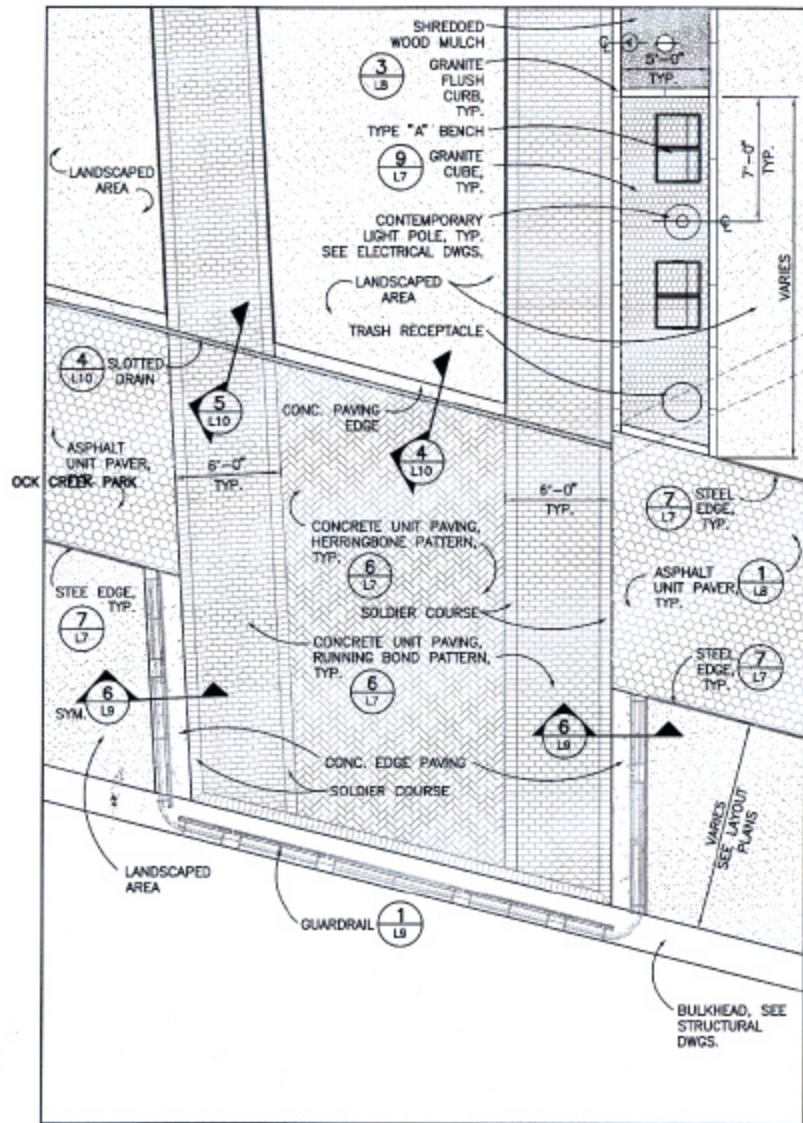 SHREDDED
WOOD MULCH
3
L8
GRANITE
FLUSH
CURB,
TYP.
5'-0"
TYP.
TYPE "A" BENCH
9
L7
GRANITE
CUBE,
TYP.
7'-0"
TYP.
LANDSCAPED
AREA
CONTEMPORARY
LIGHT POLE, TYP.
SEE ELECTRICAL DWGS.
LANDSCAPED
AREA
VARIES
TRASH RECEPTACLE
4
L10
SLOTTED
DRAIN
5
L10
CONC. PAVING
EDGE
4
L10
ASPHALT
UNIT PAVER,
OCK CREEK PARK
6'-0"
TYP.
6'-0"
TYP.
7
L7
STEEL
EDGE,
TYP.
CONCRETE UNIT PAVING,
HERRINGBONE PATTERN,
TYP.
6
L7
ASPHALT
UNIT PAVER,
TYP.
1
L8
STEE EDGE,
TYP.
7
L7
SOLDIER COURSE
CONCRETE UNIT PAVING,
RUNNING BOND PATTERN,
TYP.
6
L7
STEEL
EDGE,
TYP.
7
L7
6
L9
SYM.
6
L9
CONC. EDGE PAVING
SOLDIER COURSE
VARIES
SEE LAYOUT
PLANS
LANDSCAPED
AREA
GUARDRAIL
1
L9
BULKHEAD, SEE
STRUCTURAL
DWGS.